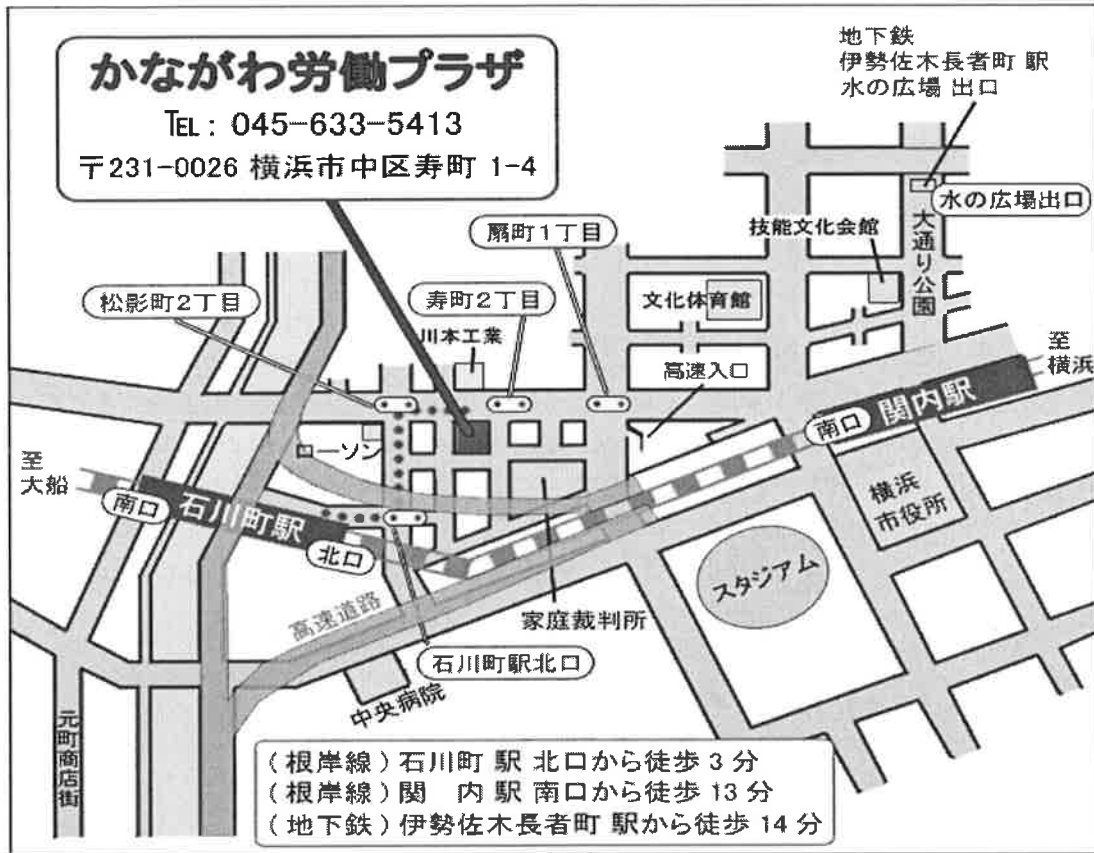 かながわ労働プラザ
TEL: 045-633-5413
〒231-0026 横浜市中区寿町 1-4
地下鉄
伊勢佐木長者町 駅
水の広場 出口
水の広場出口
大通り公園
技能文化会館
扇町1丁目
文化体育館
松影町2丁目
寿町2丁目
川本工業
高速入口
至
横浜
関内駅
南口
ローソン
至
大船
南口
石川町駅
北口
横浜
市役所
スタジアム
高速道路
家庭裁判所
石川町駅北口
中央病院
元町商店街
(根岸線)石川町 駅 北口から徒歩 3 分
(根岸線)関 内 駅 南口から徒歩 13 分
(地下鉄)伊勢佐木長者町 駅から徒歩 14 分